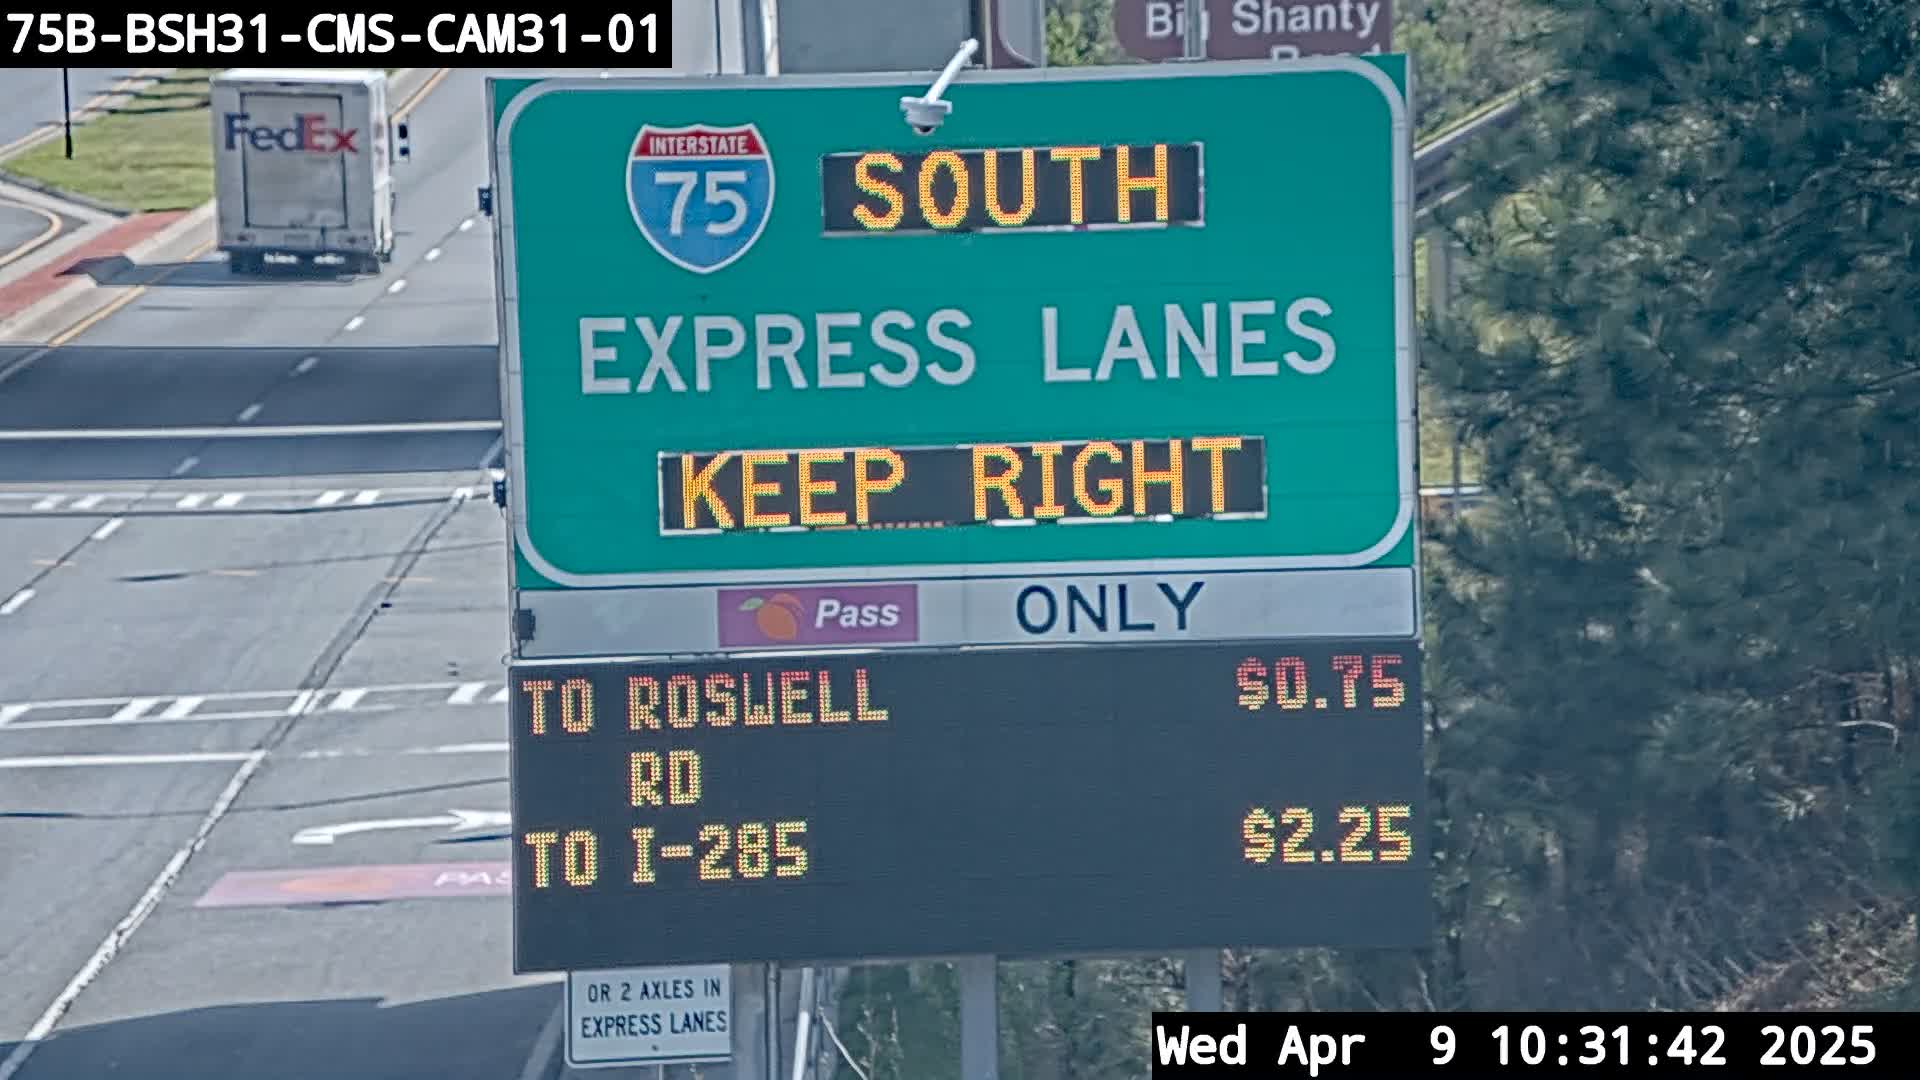 75B-BSH31-CMS-CAM31-01
Big Shanty
Road
FedEx
INTERSTATE
75
SOUTH
EXPRESS LANES
KEEP RIGHT
Pass ONLY
TO ROSWELL $0.75
RD
TO I-285 $2.25
OR 2 AXLES IN
EXPRESS LANES
Wed Apr 9 10:31:42 2025